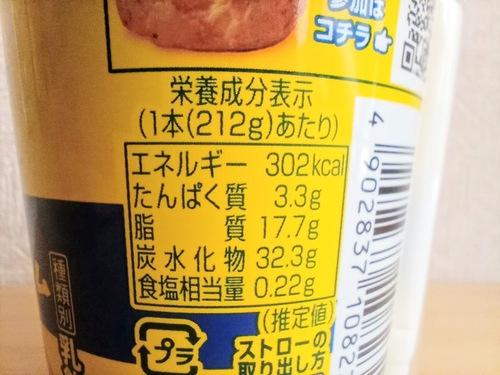 参加は
コチラ
栄養成分表示
(1本(212g)あたり)
エネルギー 302kcal
たんぱく質 3.3g
脂質 17.7g
炭水化物 32.3g
食塩相当量 0.22g
(推定値)
種類別
乳
プラ
ストローの
取り出し方
4 902837 1082